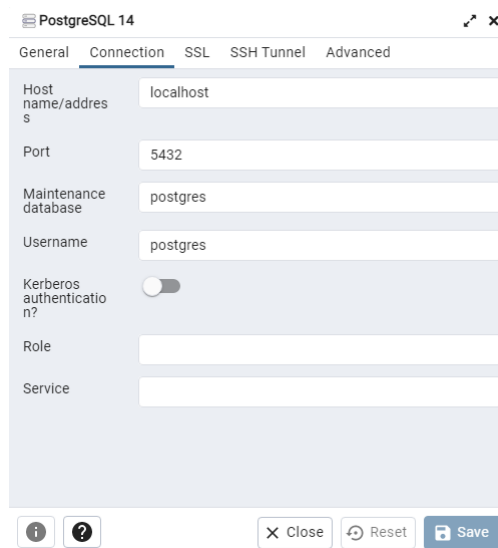 PostgreSQL 14
General Connection SSL SSH Tunnel Advanced
Host
name/addres
s
localhost
Port
5432
Maintenance
database
postgres
Username
postgres
Kerberos
authenticatio
n?
Role
Service
Close Reset Save